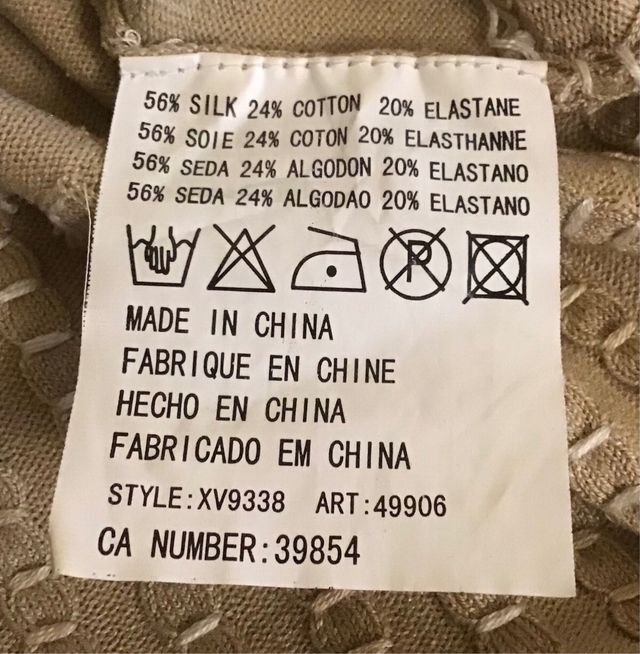 56% SILK 24% COTTON 20% ELASTANE
56% SOIE 24% COTON 20% ELASTHANNE
56% SEDA 24% ALGODON 20% ELASTANO
56% SEDA 24% ALGODAO 20% ELASTANO
P
MADE IN CHINA
FABRIQUE EN CHINE
HECHO EN CHINA
FABRICADO EM CHINA
STYLE:XV9338 ART:49906
CA NUMBER:39854